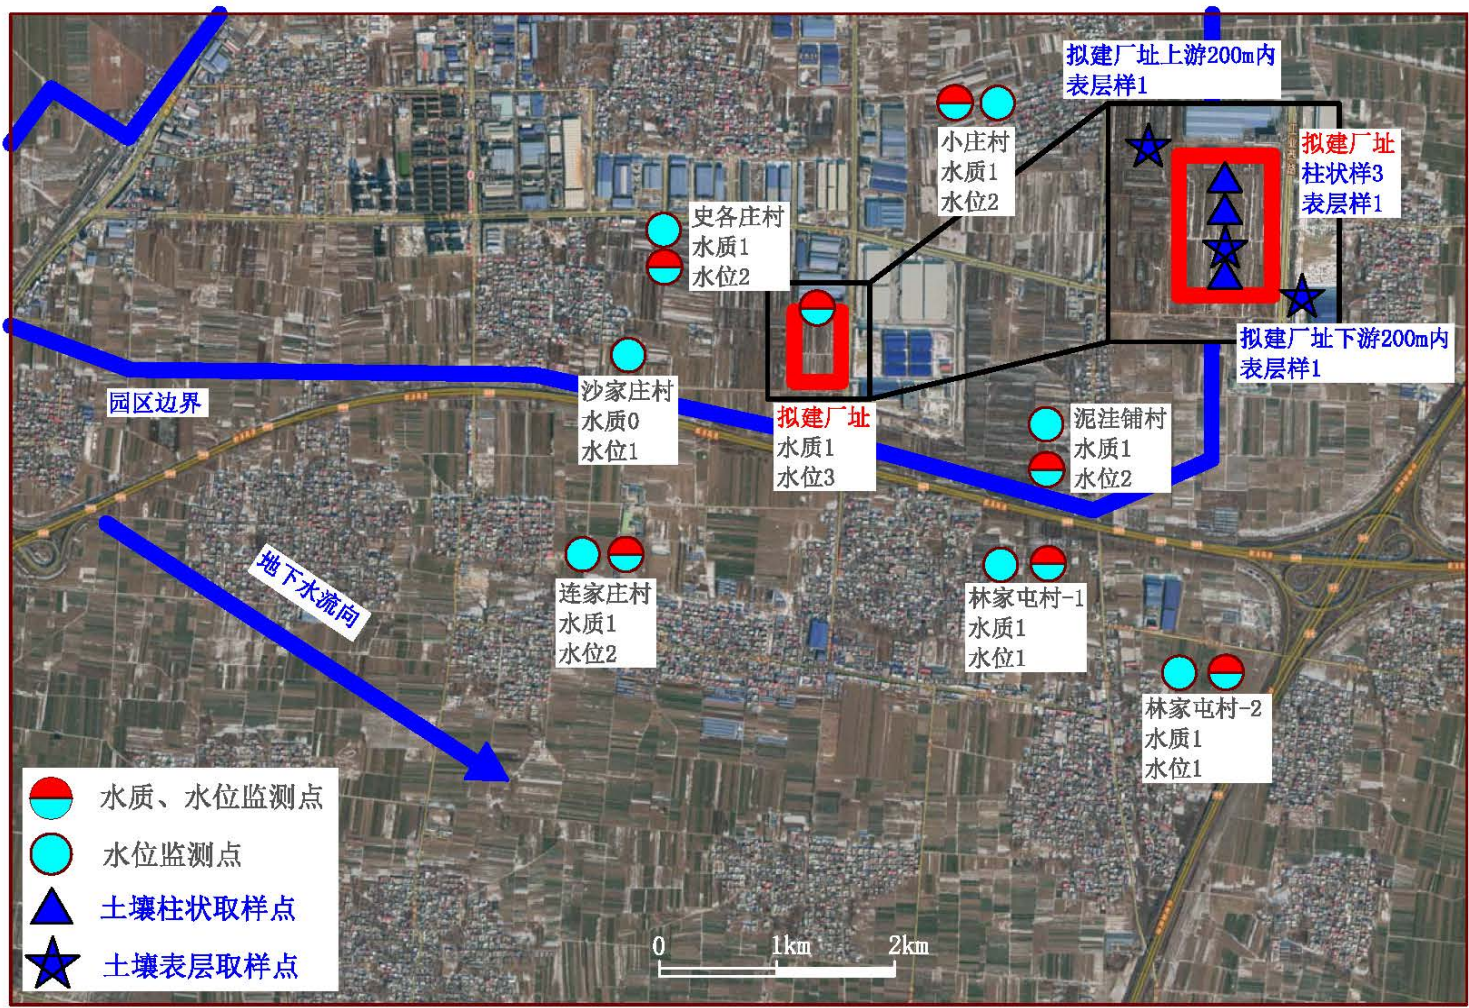 拟建厂址上游200m内
表层样1
小庄村
水质1
水位2
拟建厂址
柱状样3
表层样1
史各庄村
水质1
水位2
拟建厂址下游200m内
表层样1
园区边界
沙家庄村
水质0
水位1
拟建厂址
水质1
水位3
泥洼铺村
水质1
水位2
地下水流向
连家庄村
水质1
水位2
林家屯村-1
水质1
水位1
林家屯村-2
水质1
水位1
水质、水位监测点
水位监测点
土壤柱状取样点
土壤表层取样点
0 1km 2km